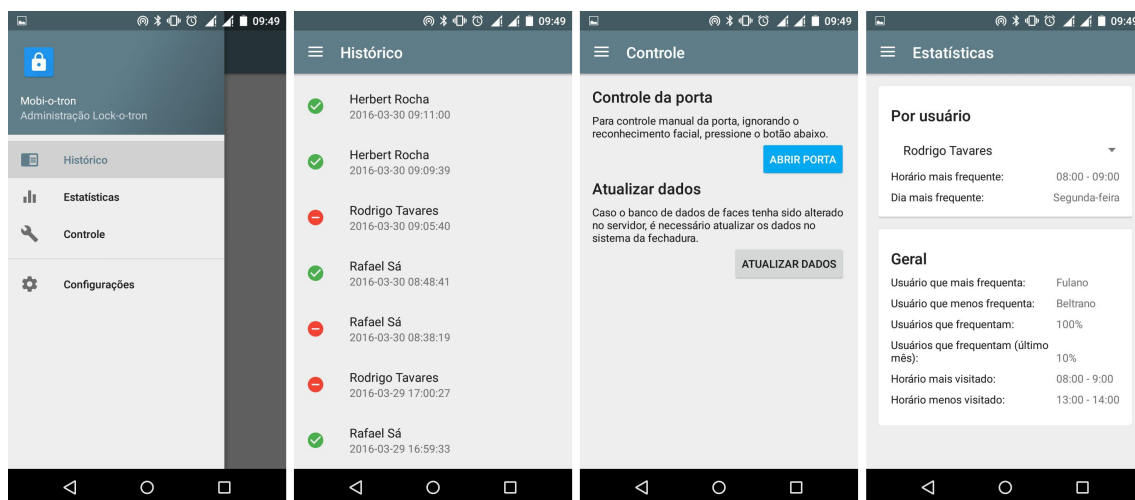 09:49
Mobi-o-tron
Administração Lock-o-tron
Histórico
Estatísticas
Controle
Configurações
09:49
Histórico
Herbert Rocha
2016-03-30 09:11:00
Herbert Rocha
2016-03-30 09:09:39
Rodrigo Tavares
2016-03-30 09:05:40
Rafael Sá
2016-03-30 08:48:41
Rafael Sá
2016-03-30 08:38:19
Rodrigo Tavares
2016-03-29 17:00:27
Rafael Sá
2016-03-29 16:59:33
09:49
Controle
Controle da porta
Para controle manual da porta, ignorando o
reconhecimento facial, pressione o botão abaixo.
ABRIR PORTA
Atualizar dados
Caso o banco de dados de faces tenha sido alterado
no servidor, é necessário atualizar os dados no
sistema da fechadura.
ATUALIZAR DADOS
09:49
Estatísticas
Por usuário
Rodrigo Tavares
Horário mais frequente: 08:00 - 09:00
Dia mais frequente: Segunda-feira
Geral
Usuário que mais frequenta: Fulano
Usuário que menos frequenta: Beltrano
Usuários que frequentam: 100%
Usuários que frequentam (último
mês): 10%
Horário mais visitado: 08:00 - 9:00
Horário menos visitado: 13:00 - 14:00